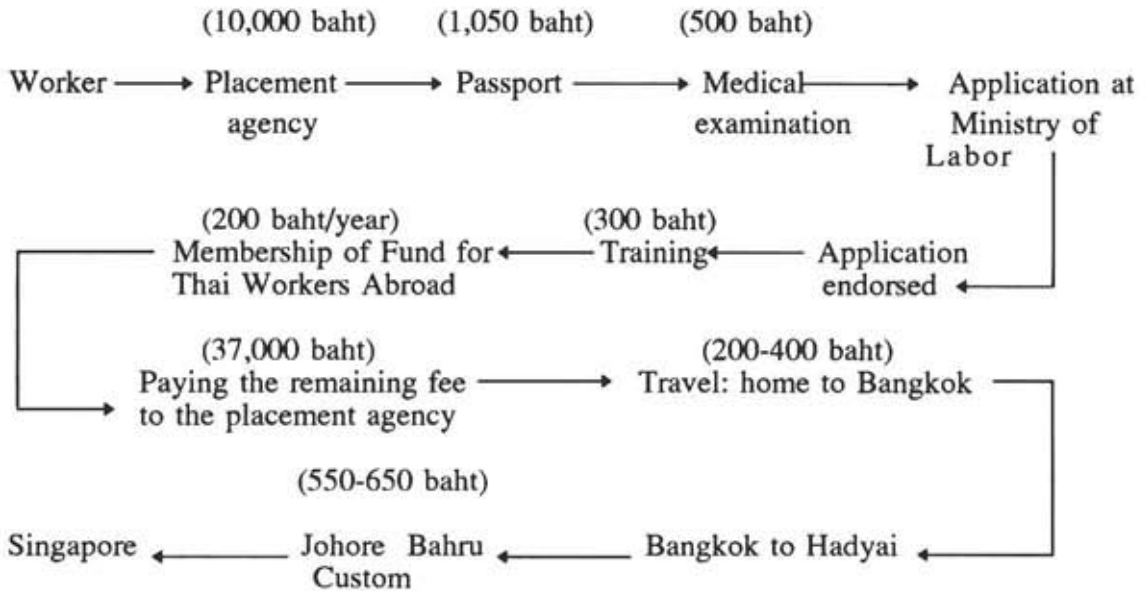 (10,000 baht) (1,050 baht) (500 baht)
Worker Placement Passport Medical Application at
agency examination Ministry of
Labor
(200 baht/year) (300 baht)
Membership of Fund for Training Application
Thai Workers Abroad endorsed
(37,000 baht) (200-400 baht)
Paying the remaining fee Travel: home to Bangkok
to the placement agency
(550-650 baht)
Singapore Johore Bahru Bangkok to Hadyai
Custom